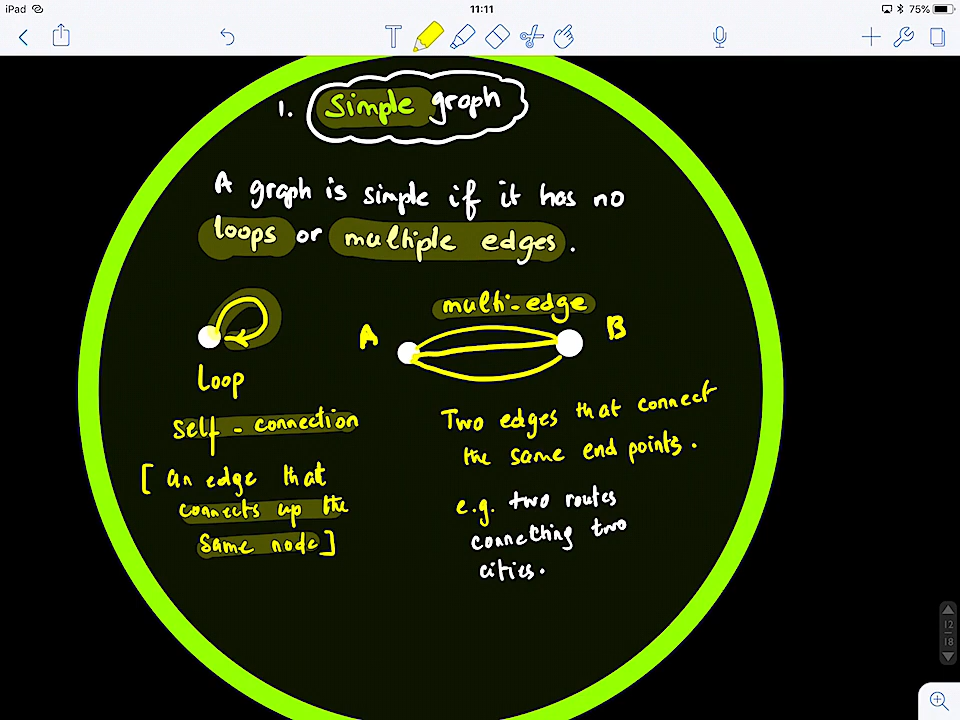 iPad
11:11
75%
T
1. Simple graph
A graph is simple if it has no
loops or multiple edges.
multi-edge
A
B
Loop
self - connection
[ an edge that
connects up the
same node ]
Two edges that connect
the same end points.
e.g. two routes
connecting two
cities.
12
18